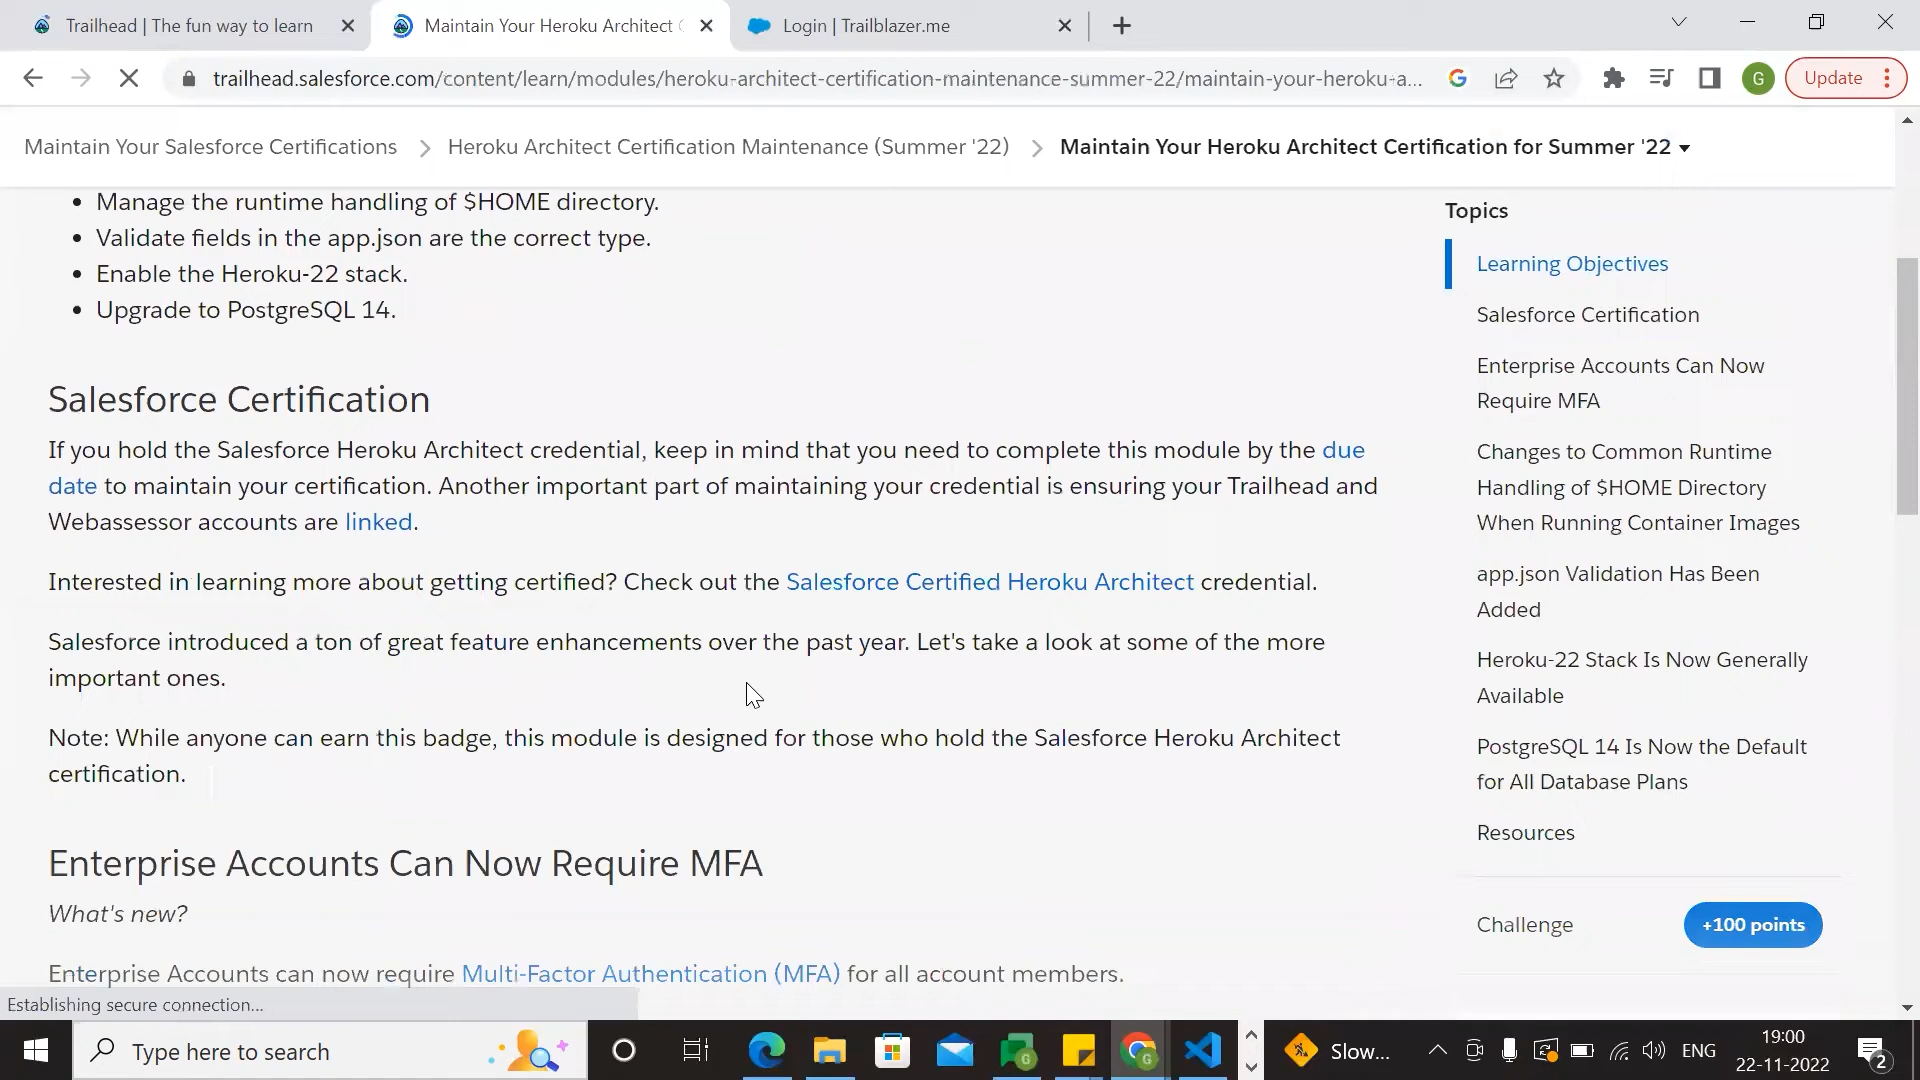 Trailhead | The fun way to learn
Maintain Your Heroku Architect C
Login | Trailblazer.me
trailhead.salesforce.com/content/learn/modules/heroku-architect-certification-maintenance-summer-22/maintain-your-heroku-a...
G
Update
Maintain Your Salesforce Certifications
Heroku Architect Certification Maintenance (Summer '22)
Maintain Your Heroku Architect Certification for Summer '22
• Manage the runtime handling of $HOME directory.
• Validate fields in the app.json are the correct type.
• Enable the Heroku-22 stack.
• Upgrade to PostgreSQL 14.
Salesforce Certification
If you hold the Salesforce Heroku Architect credential, keep in mind that you need to complete this module by the due
date to maintain your certification. Another important part of maintaining your credential is ensuring your Trailhead and
Webassessor accounts are linked.
Interested in learning more about getting certified? Check out the Salesforce Certified Heroku Architect credential.
Salesforce introduced a ton of great feature enhancements over the past year. Let's take a look at some of the more
important ones.
Note: While anyone can earn this badge, this module is designed for those who hold the Salesforce Heroku Architect
certification.
Enterprise Accounts Can Now Require MFA
What's new?
Enterprise Accounts can now require Multi-Factor Authentication (MFA) for all account members.
Topics
Learning Objectives
Salesforce Certification
Enterprise Accounts Can Now
Require MFA
Changes to Common Runtime
Handling of $HOME Directory
When Running Container Images
app.json Validation Has Been
Added
Heroku-22 Stack Is Now Generally
Available
PostgreSQL 14 Is Now the Default
for All Database Plans
Resources
Challenge
+100 points
Establishing secure connection...
Type here to search
Slow...
ENG
19:00
22-11-2022
2